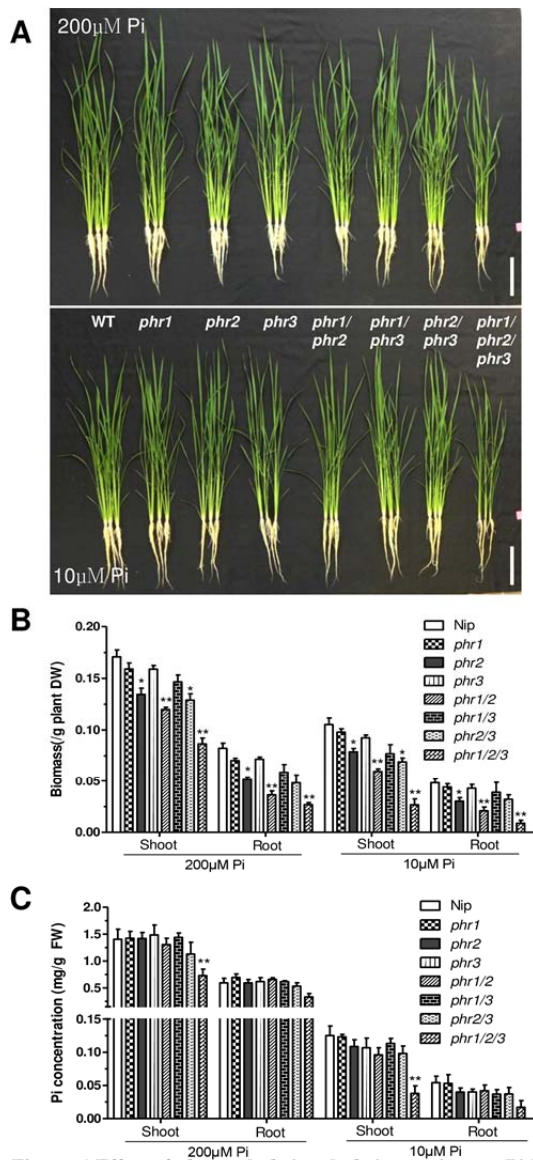 A
200µM Pi
WT phr1 phr2 phr3 phr1/ phr1/ phr2/ phr1/
phr2 phr3 phr3 phr2/
phr3
10µM Pi
B
Biomass(/g plant DW)
0.20
0.15
0.10
0.05
0.00
* ** * ** * ** ** * ** * ** * ** **
Nip
phr1
phr2
phr3
phr1/2
phr1/3
phr2/3
phr1/2/3
Shoot Root Shoot Root
200µM Pi 10µM Pi
C
Pi concentration (mg/g FW)
2.0
1.5
1.0
0.5
0.15
0.10
0.05
0.00
** **
Nip
phr1
phr2
phr3
phr1/2
phr1/3
phr2/3
phr1/2/3
Shoot Root Shoot Root
200µM Pi 10µM Pi